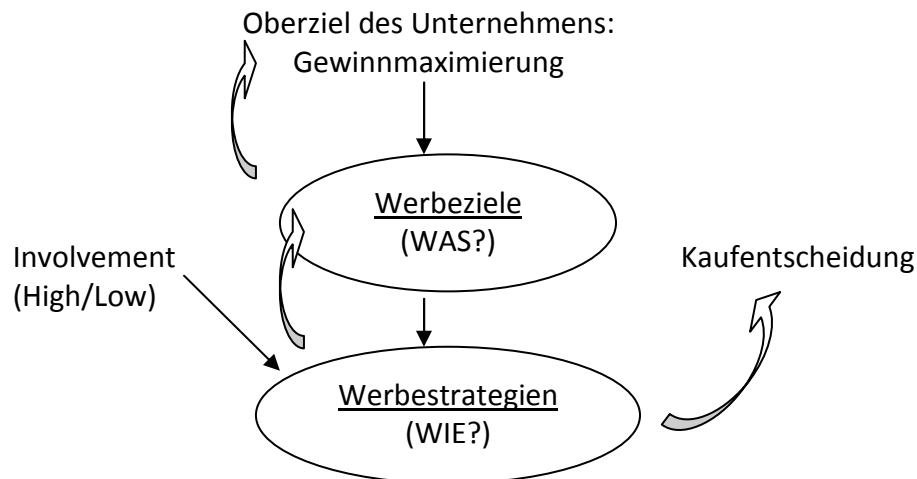 Oberziel des Unternehmens:
Gewinnmaximierung
Werbeziele
(WAS?)
Involvement
(High/Low)
Kaufentscheidung
Werbestrategien
(WIE?)